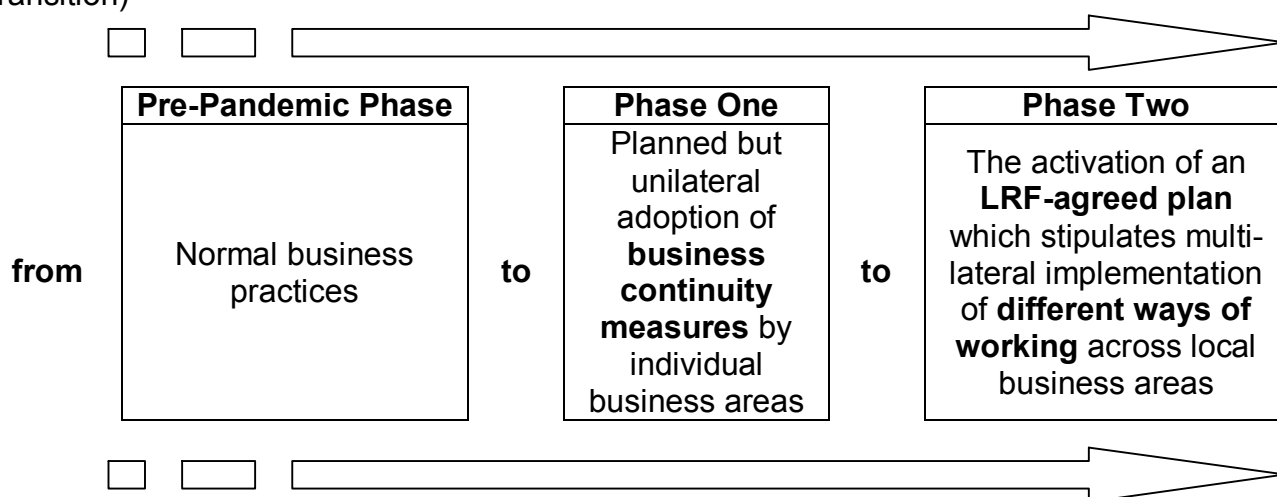 ransition)
Pre-Pandemic Phase
Phase One
Phase Two
from
Normal business
practices
to
Planned but
unilateral
adoption of
business
continuity
measures by
individual
business areas
to
The activation of an
LRF-agreed plan
which stipulates multi-
lateral implementation
of different ways of
working across local
business areas